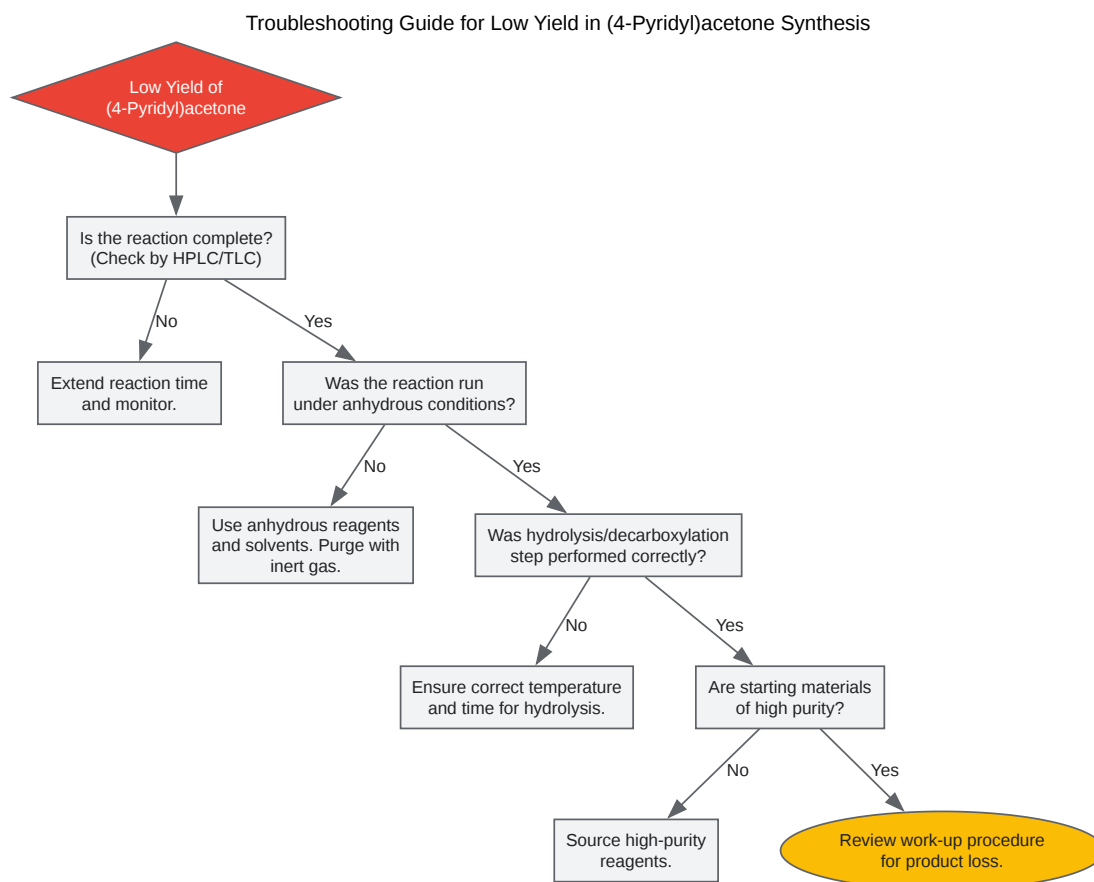 Troubleshooting Guide for Low Yield in (4-Pyridyl)acetone Synthesis
Low Yield of
(4-Pyridyl)acetone
Is the reaction complete?
(Check by HPLC/TLC)
No
Yes
Extend reaction time
and monitor.
Was the reaction run
under anhydrous conditions?
No
Yes
Use anhydrous reagents
and solvents. Purge with
inert gas.
Was hydrolysis/decarboxylation
step performed correctly?
No
Yes
Ensure correct temperature
and time for hydrolysis.
Are starting materials
of high purity?
No
Yes
Source high-purity
reagents.
Review work-up procedure
for product loss.